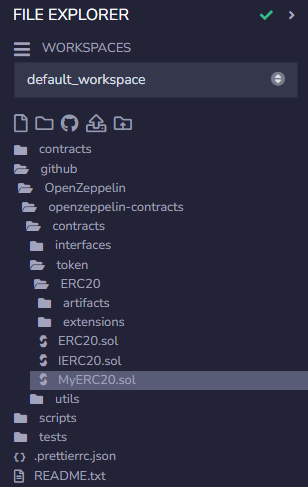 FILE EXPLORER
WORKSPACES
default_workspace
contracts
github
OpenZeppelin
openzeppelin-contracts
contracts
interfaces
token
ERC20
artifacts
extensions
ERC20.sol
IERC20.sol
MyERC20.sol
utils
scripts
tests
.prettierrc.json
README.txt